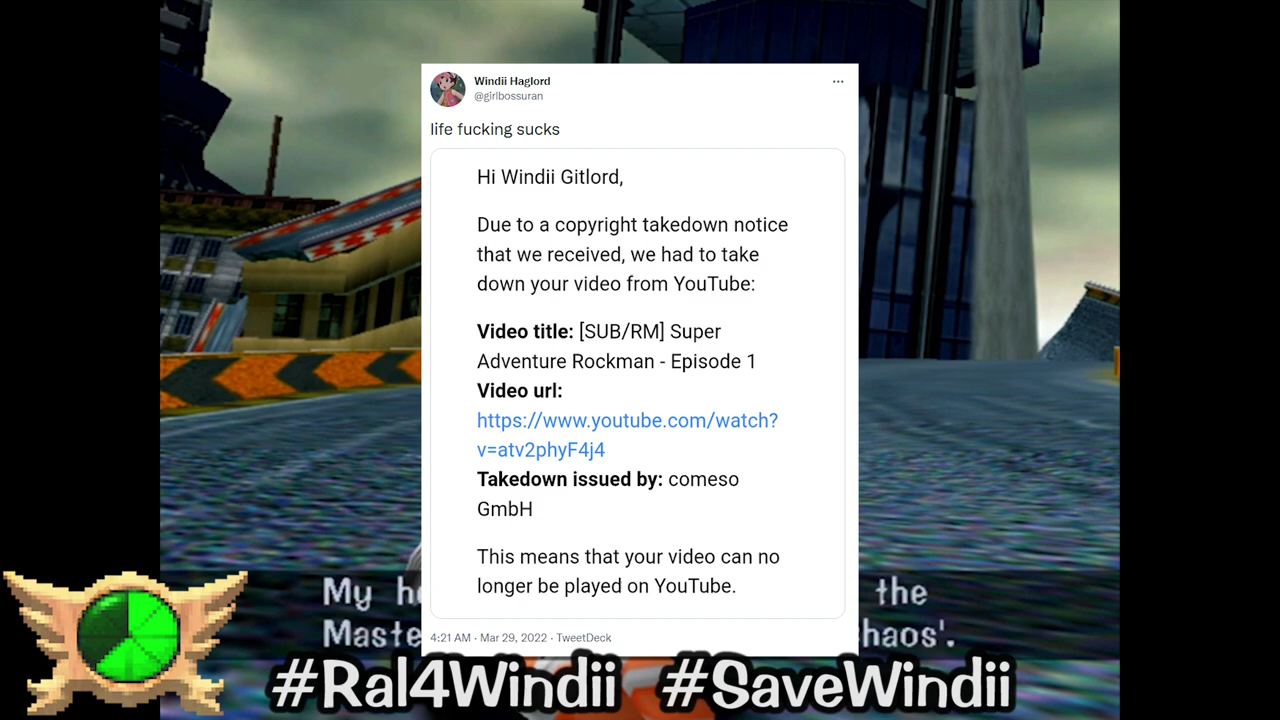 Windii Haglord
@girlbossuran
life fucking sucks
Hi Windii Gitlord,
Due to a copyright takedown notice
that we received, we had to take
down your video from YouTube:
Video title: [SUB/RM] Super
Adventure Rockman - Episode 1
Video url:
https://www.youtube.com/watch?
v=atv2phyF4j4
Takedown issued by: comeso
GmbH
This means that your video can no
longer be played on YouTube.
4:21 AM · Mar 29, 2022 · TweetDeck
My the
#Ral4Windii #SaveWindii